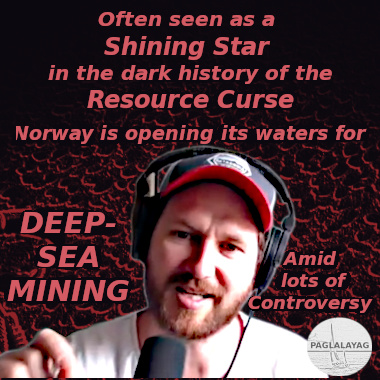 Often seen as a
Shining Star
in the dark history of the
Resource Curse
Norway is opening its waters for
DEEP-
SEA
MINING
Amid
lots of
Controversy
PAGLALAYAG